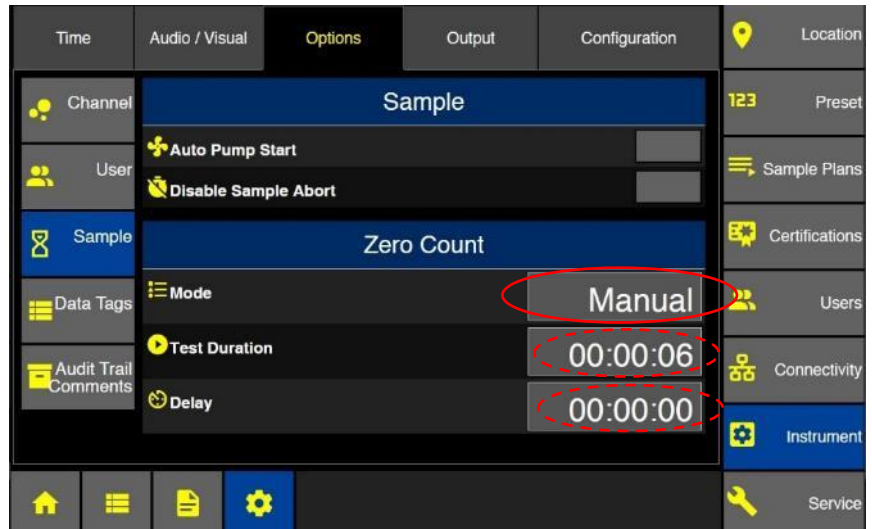 Time
Audio / Visual
Options
Output
Configuration
Channel
User
Sample
Data Tags
Audit Trail
Comments
Sample
Auto Pump Start
Disable Sample Abort
Zero Count
Mode
Manual
Test Duration
00:00:06
Delay
00:00:00
Location
123
Preset
Sample Plans
Certifications
Users
Connectivity
Instrument
Service